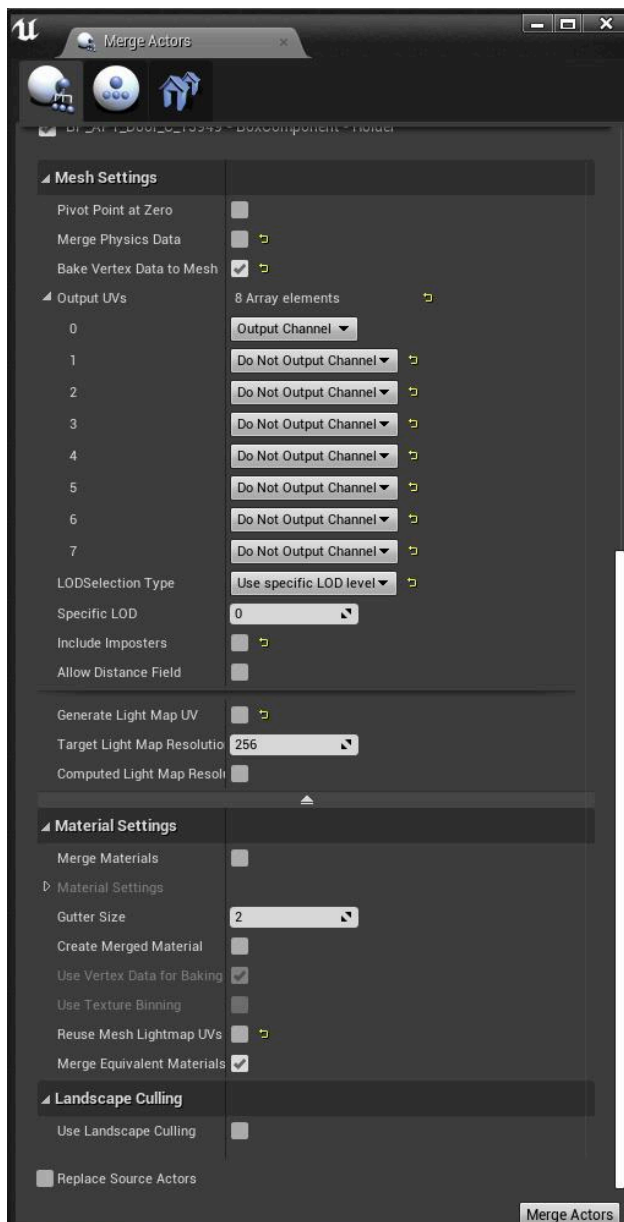 Merge Actors
BP_APT_Door_C_13949 - BoxComponent - Holder
Mesh Settings
Pivot Point at Zero
Merge Physics Data
Bake Vertex Data to Mesh
Output UVs 8 Array elements
0 Output Channel
1 Do Not Output Channel
2 Do Not Output Channel
3 Do Not Output Channel
4 Do Not Output Channel
5 Do Not Output Channel
6 Do Not Output Channel
7 Do Not Output Channel
LODSelection Type Use specific LOD level
Specific LOD 0
Include Imposters
Allow Distance Field
Generate Light Map UV
Target Light Map Resolutio 256
Computed Light Map Resolu
Material Settings
Merge Materials
Material Settings
Gutter Size 2
Create Merged Material
Use Vertex Data for Baking
Use Texture Binning
Reuse Mesh Lightmap UVs
Merge Equivalent Materials
Landscape Culling
Use Landscape Culling
Replace Source Actors
Merge Actors